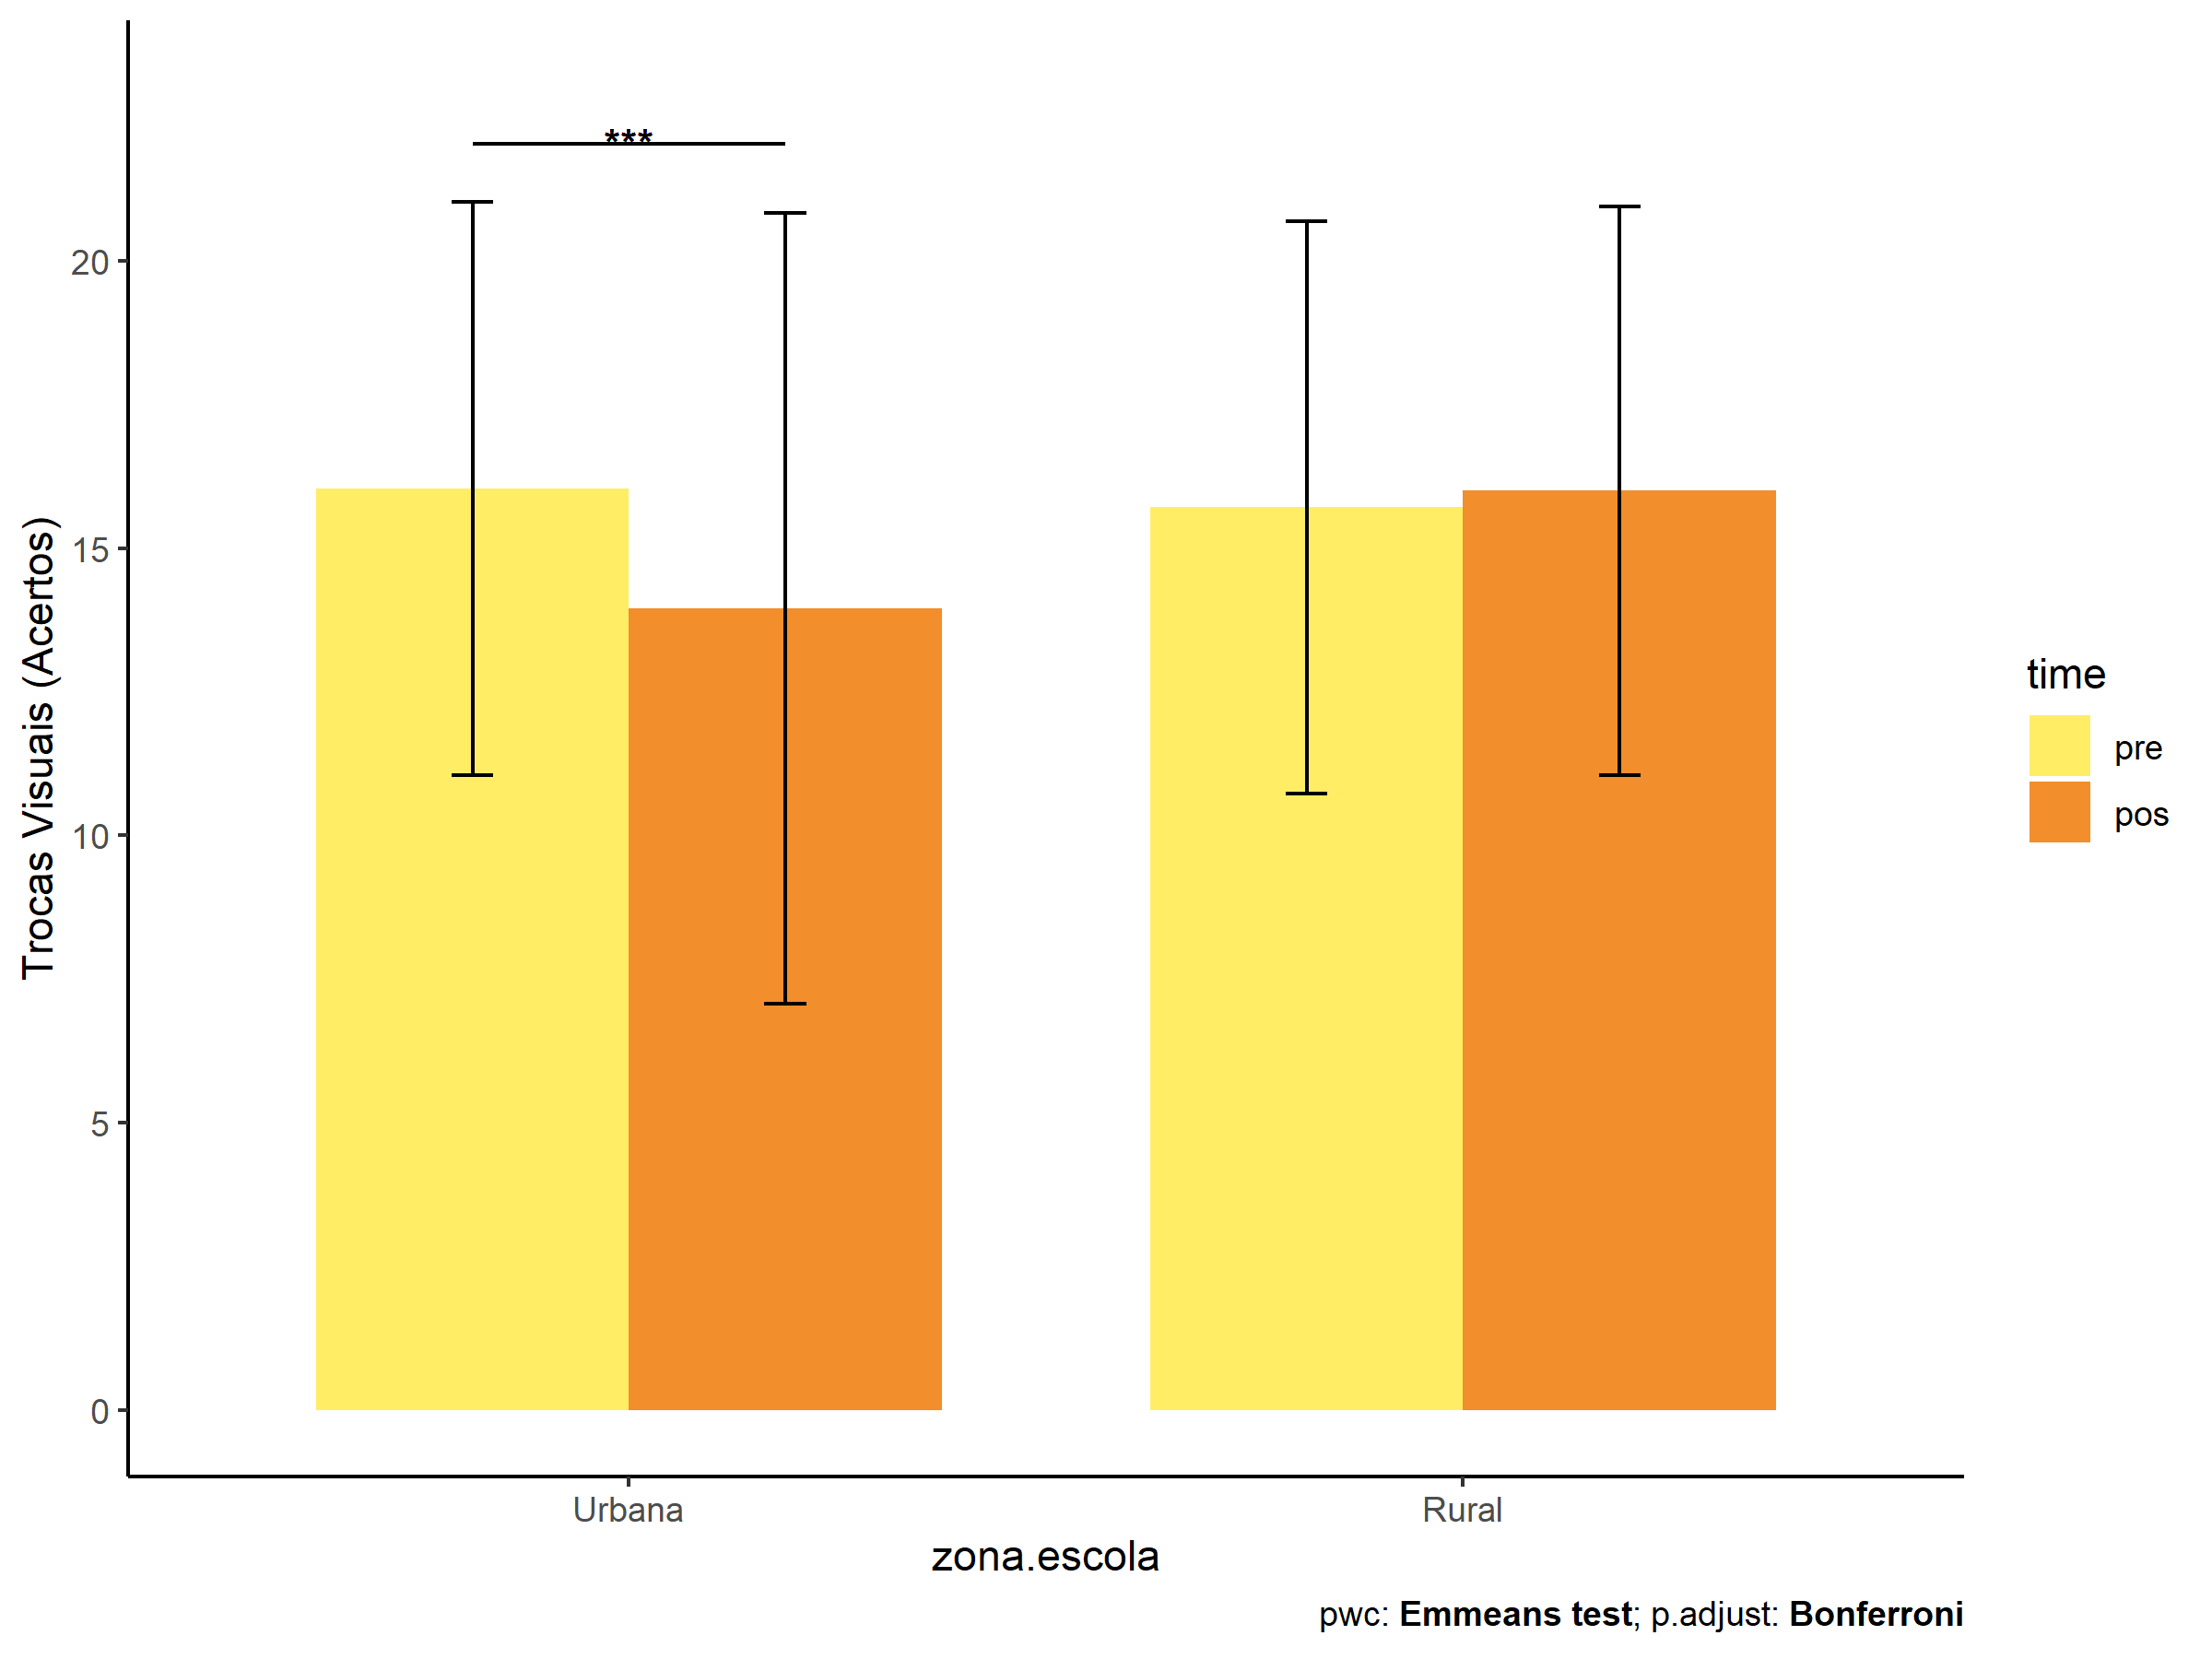 ***
20
15
10
5
0
Trocas Visuais (Acertos)
Urbana
Rural
zona.escola
time
pre
pos
pwc: Emmeans test; p.adjust: Bonferroni